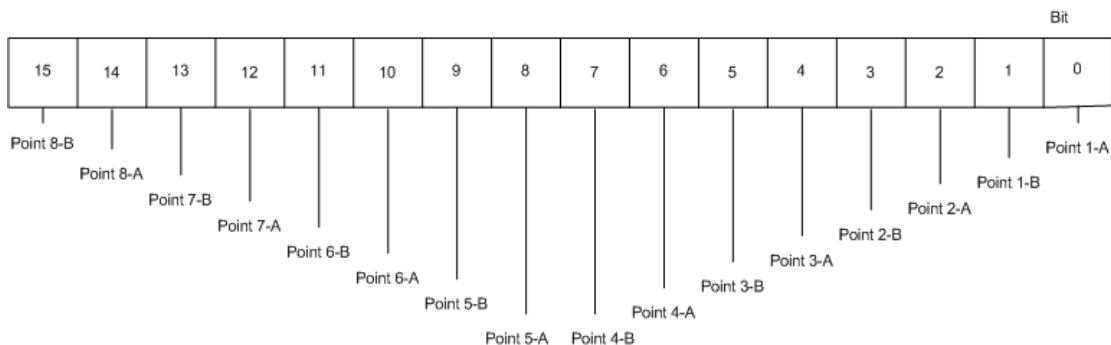 Bit
15 14 13 12 11 10 9 8 7 6 5 4 3 2 1 0
Point 8-B
Point 8-A
Point 7-B
Point 7-A
Point 6-B
Point 6-A
Point 5-B
Point 5-A
Point 4-B
Point 4-A
Point 3-B
Point 3-A
Point 2-B
Point 2-A
Point 1-B
Point 1-A